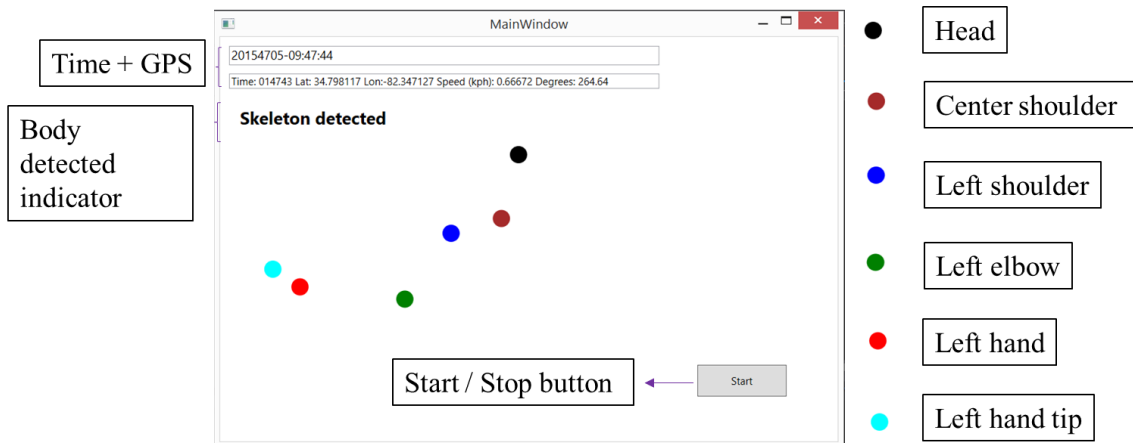 MainWindow
Time + GPS
20154705-09:47:44
Time: 014743 Lat: 34.798117 Lon:-82.347127 Speed (kph): 0.66672 Degrees: 264.64
Body
detected
indicator
Skeleton detected
Start / Stop button
Start
Head
Center shoulder
Left shoulder
Left elbow
Left hand
Left hand tip